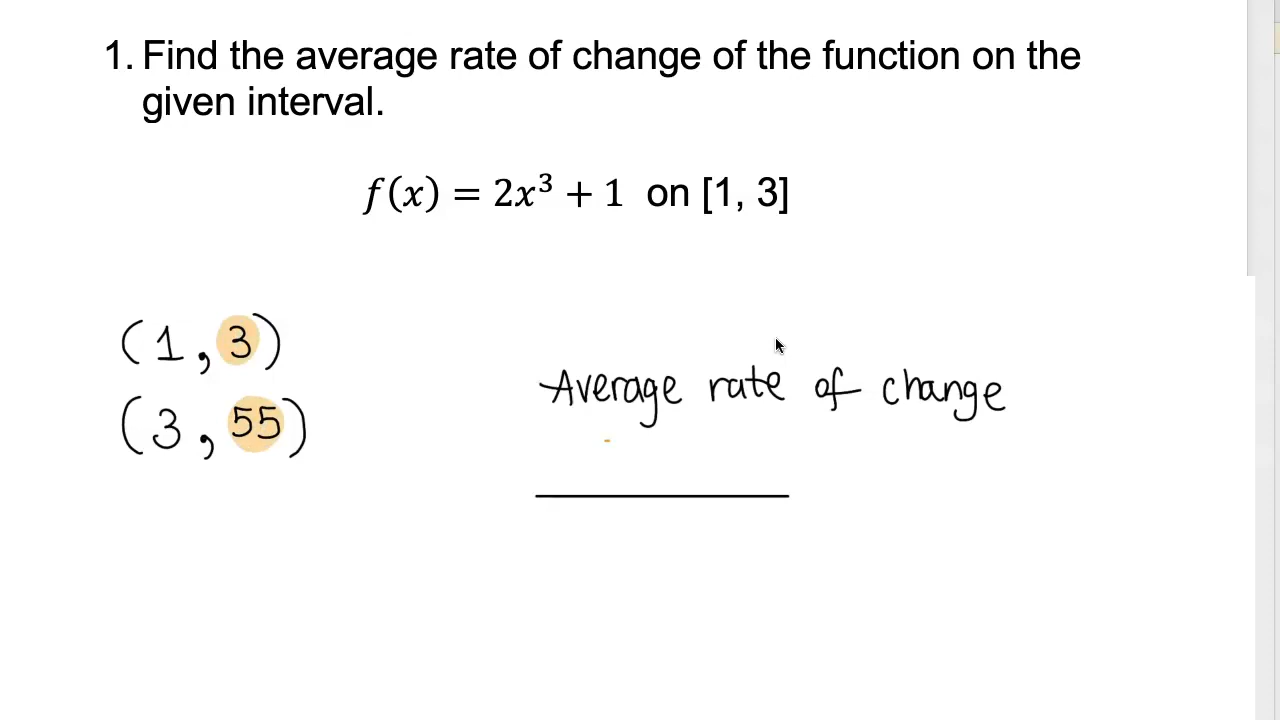 1. Find the average rate of change of the function on the
given interval.
f(x) = 2x³ + 1 on [1, 3]
(1, 3)
(3, 55)
Average rate of change